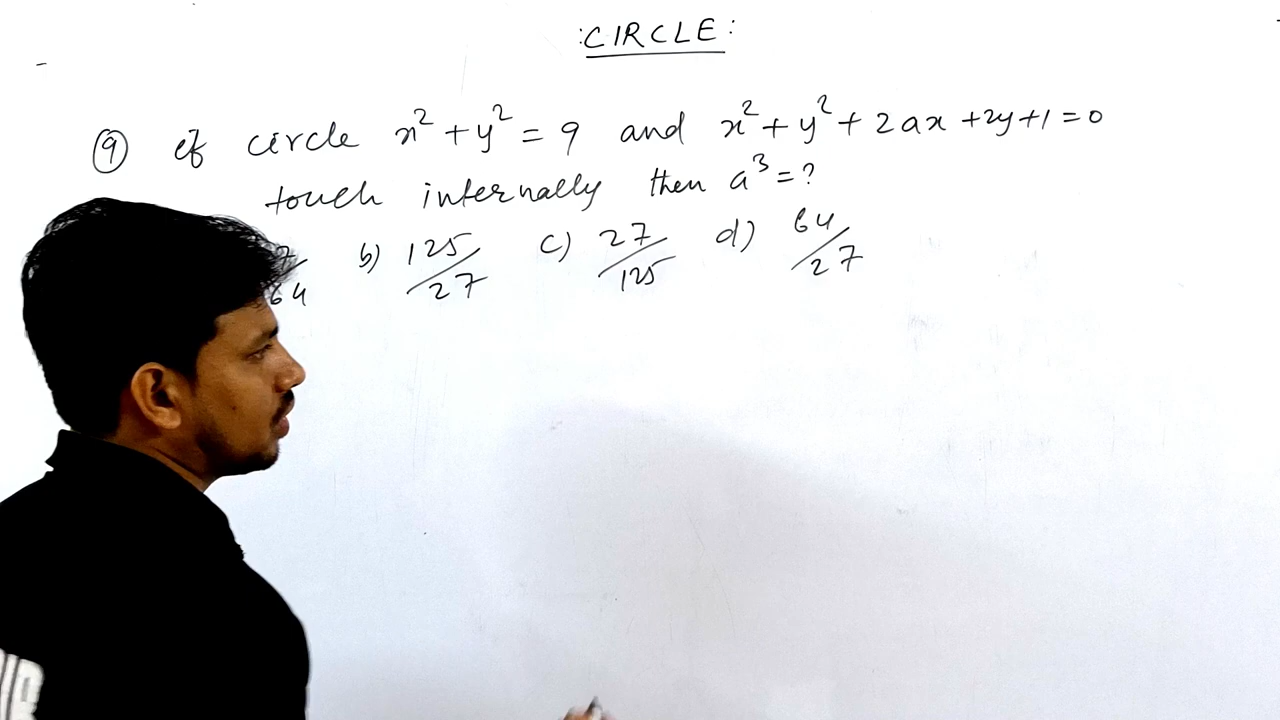 :CIRCLE:
⑨ If circle x² + y² = 9 and x² + y² + 2ax + 2y + 1 = 0
touch internally then a³ = ?
7/64 b) 125/27 c) 27/125 d) 64/27